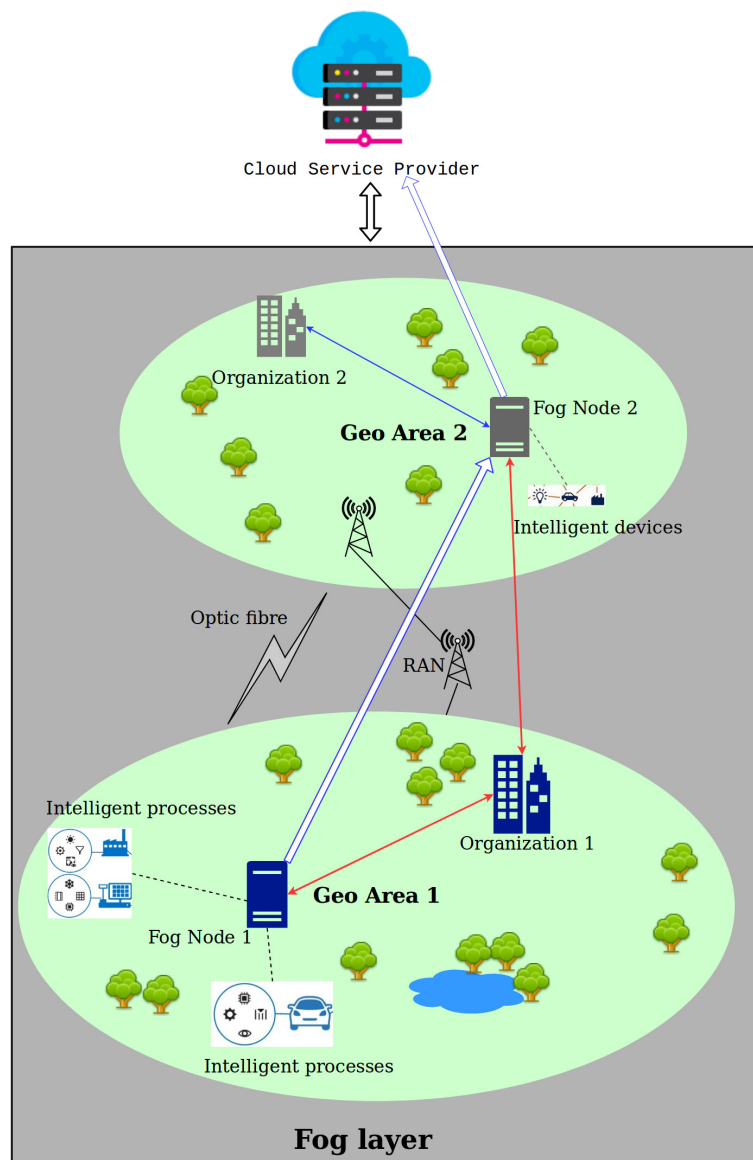 Cloud Service Provider
Organization 2
Fog Node 2
Geo Area 2
Intelligent devices
Optic fibre
RAN
Intelligent processes
Organization 1
Geo Area 1
Fog Node 1
Intelligent processes
Fog layer